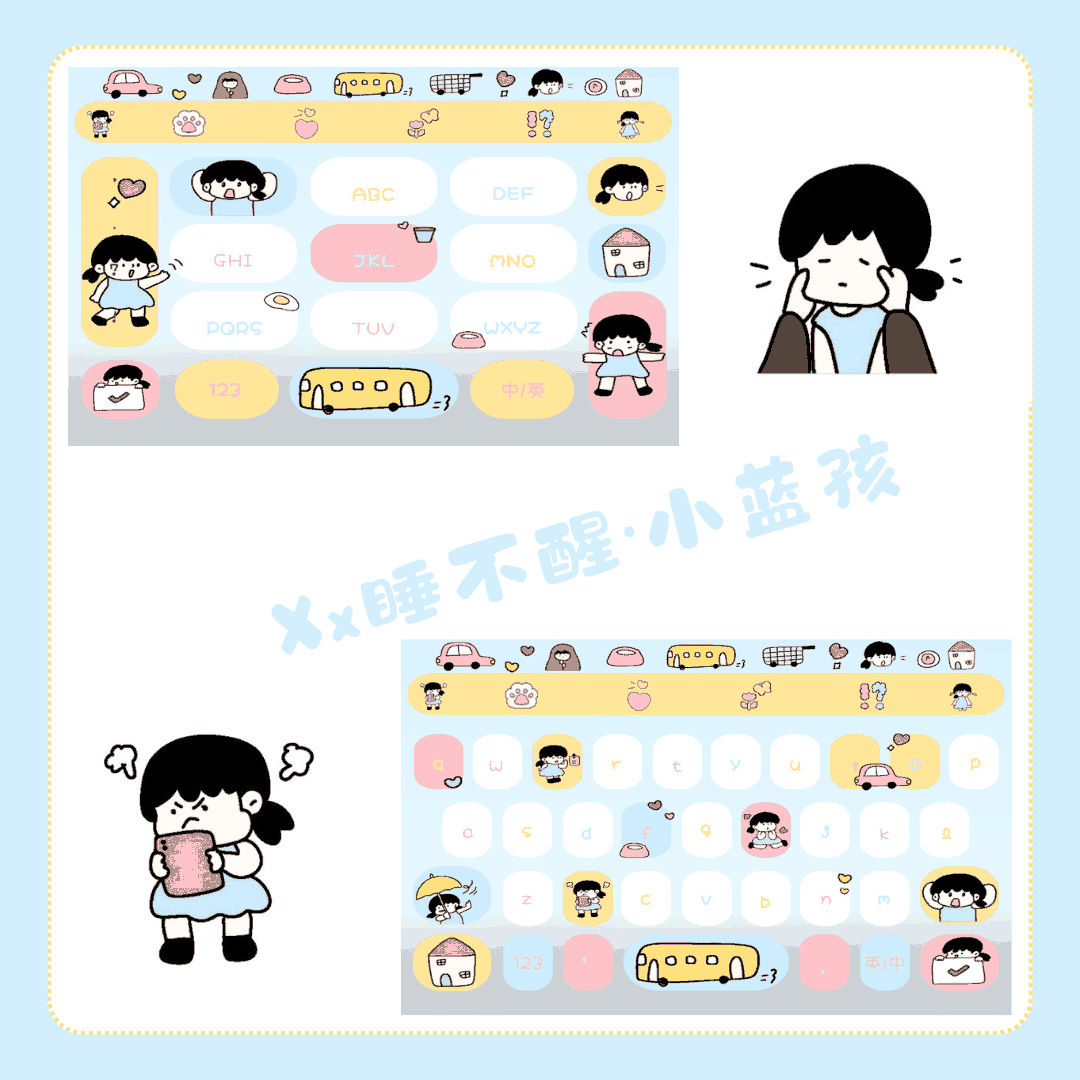 !?
ABC DEF
GHI JKL MNO
PQRS TUV WXYZ
123 中/英
Xx睡不醒·小蓝孩
!?
q w r t y u o p
a s d f g j k l
z c v b n m
123 英/中